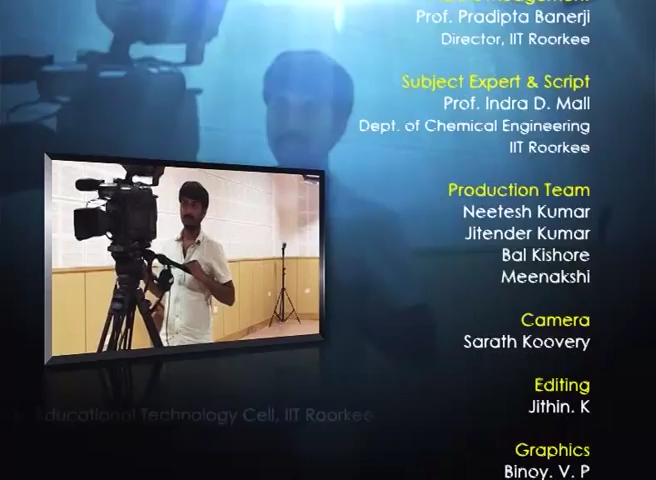 Prof. Pradipta Banerji
Director, IIT Roorkee
Subject Expert & Script
Prof. Indra D. Mall
Dept. of Chemical Engineering
IIT Roorkee
Production Team
Neetesh Kumar
Jitender Kumar
Bal Kishore
Meenakshi
Camera
Sarath Koovery
Editing
Jithin. K
Educational Technology Cell, IIT Roorkee
Graphics
Binoy. V. P